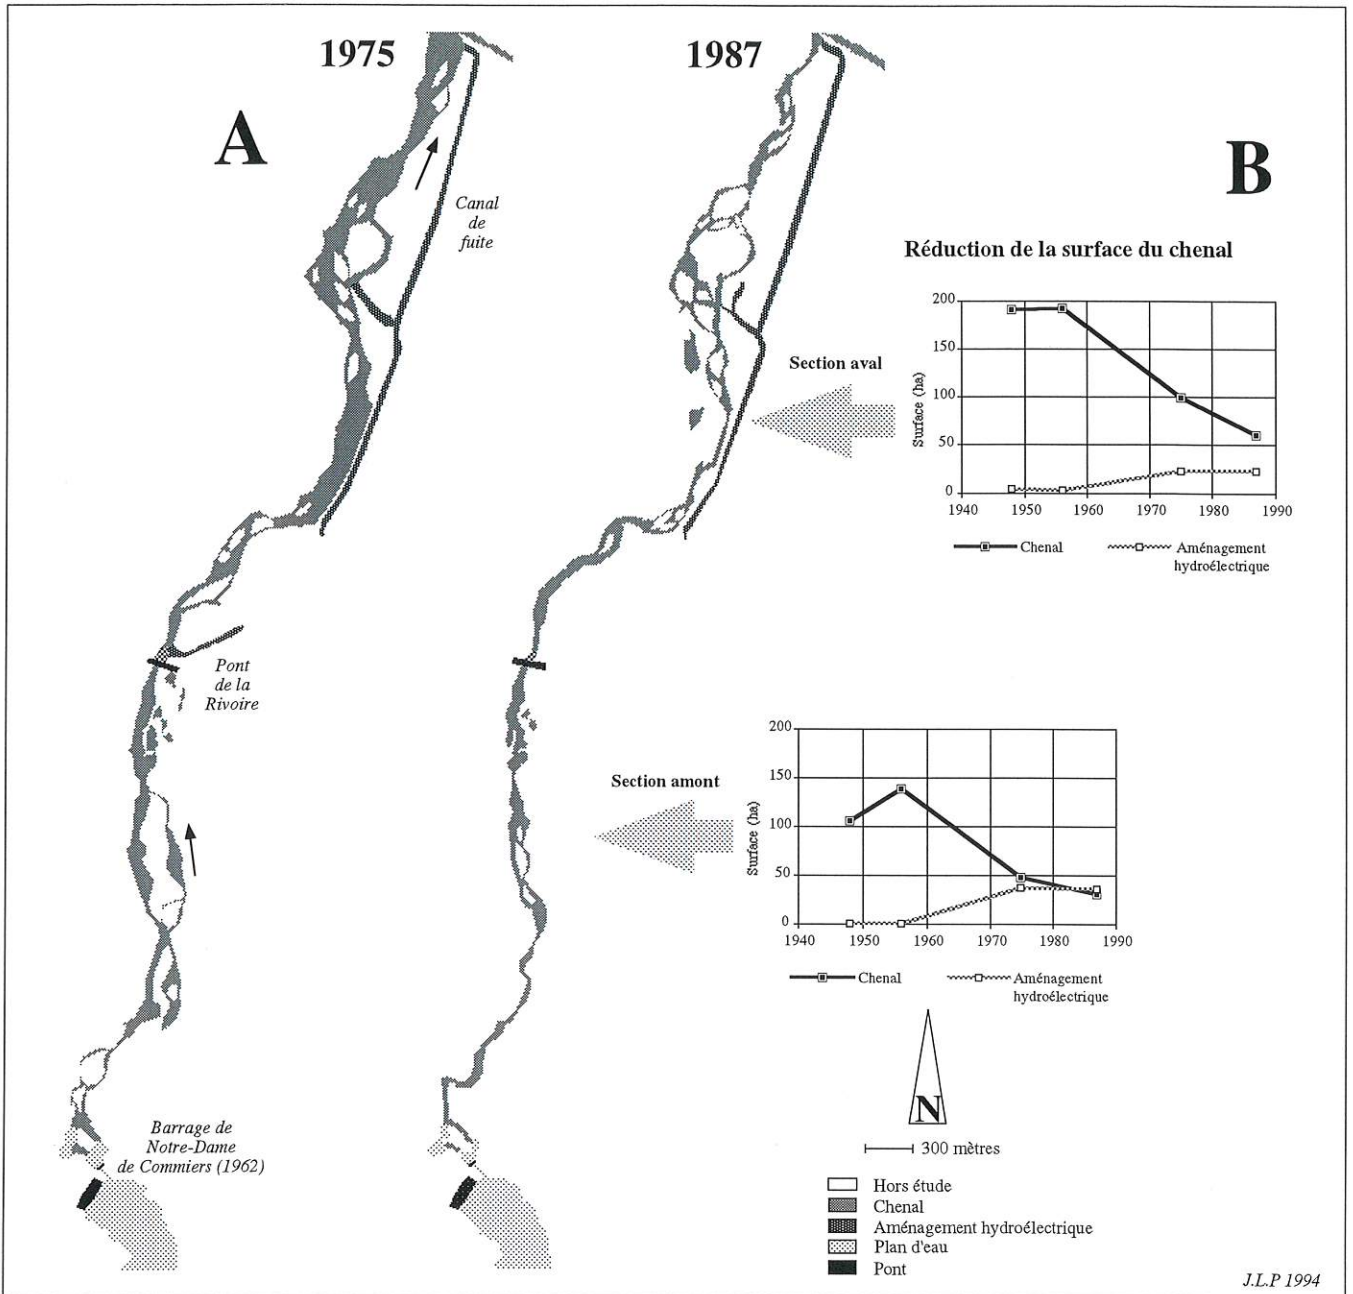 1975
1987
A
B
Canal
de
fuite
Réduction de la surface du chenal
Section aval
Surface (ha)
200
150
100
50
0
1940
1950
1960
1970
1980
1990
Chenal
Aménagement
hydroélectrique
Pont
de la
Rivoire
Section amont
Surface (ha)
200
150
100
50
0
1940
1950
1960
1970
1980
1990
Chenal
Aménagement
hydroélectrique
N
300 mètres
Barrage de
Notre-Dame
de Commiers (1962)
Hors étude
Chenal
Aménagement hydroélectrique
Plan d'eau
Pont
J.L.P 1994